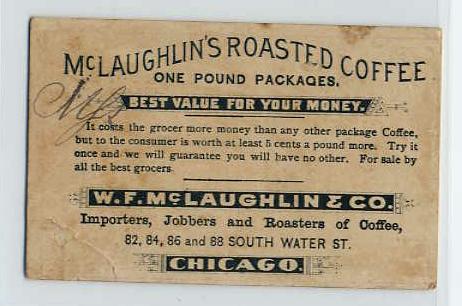 McLAUGHLIN'S ROASTED COFFEE
ONE POUND PACKAGES.
BEST VALUE FOR YOUR MONEY.
It costs the grocer more money than any other package Coffee,
but to the consumer is worth at least 5 cents a pound more. Try it
once and we will guarantee you will have no other. For sale by
all the best grocers
W. F. McLAUGHLIN & CO.
Importers, Jobbers and Roasters of Coffee,
82, 84, 86 and 88 SOUTH WATER ST.
CHICAGO.